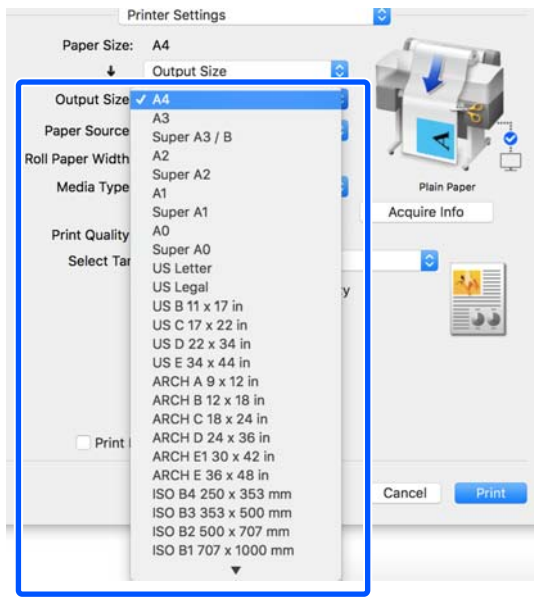 Printer Settings
Paper Size: A4
Output Size
Output Size
A4
A3
Super A3 / B
A2
Super A2
A1
Super A1
A0
Super A0
US Letter
US Legal
US B 11 x 17 in
US C 17 x 22 in
US D 22 x 34 in
US E 34 x 44 in
ARCH A 9 x 12 in
ARCH B 12 x 18 in
ARCH C 18 x 24 in
ARCH D 24 x 36 in
ARCH E1 30 x 42 in
ARCH E 36 x 48 in
ISO B4 250 x 353 mm
ISO B3 353 x 500 mm
ISO B2 500 x 707 mm
ISO B1 707 x 1000 mm
Paper Source
Roll Paper Width
Media Type
Print Quality
Select Tar
Print
Plain Paper
Acquire Info
Cancel
Print